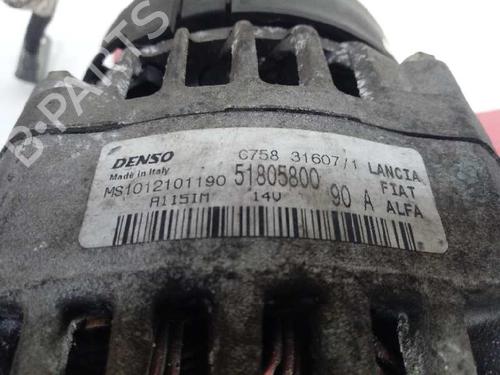 B-PARTS
DENSO
Made in Italy
C758 31607/1
LANCIA
MS1012101190
51805800
FIAT
A115IM
14V
90 A
ALFA